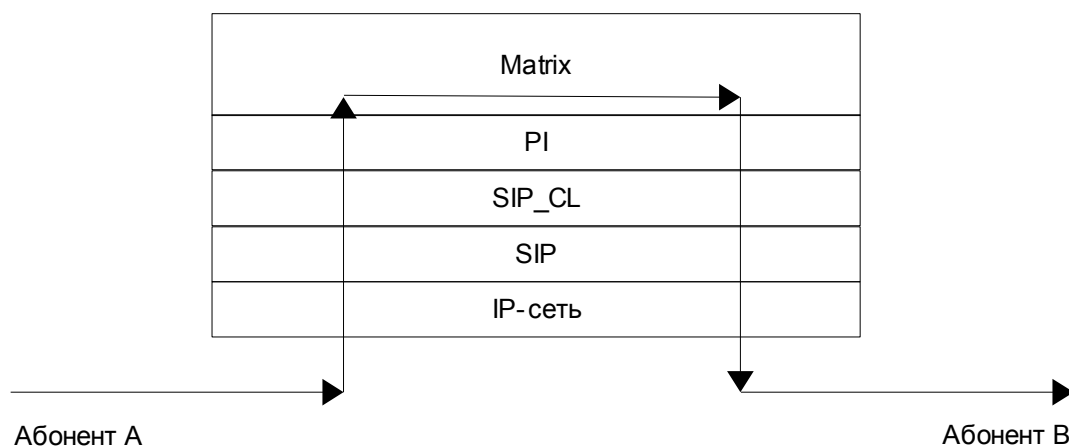 Matrix
PI
SIP_CL
SIP
IP-сеть
Абонент А
Абонент В